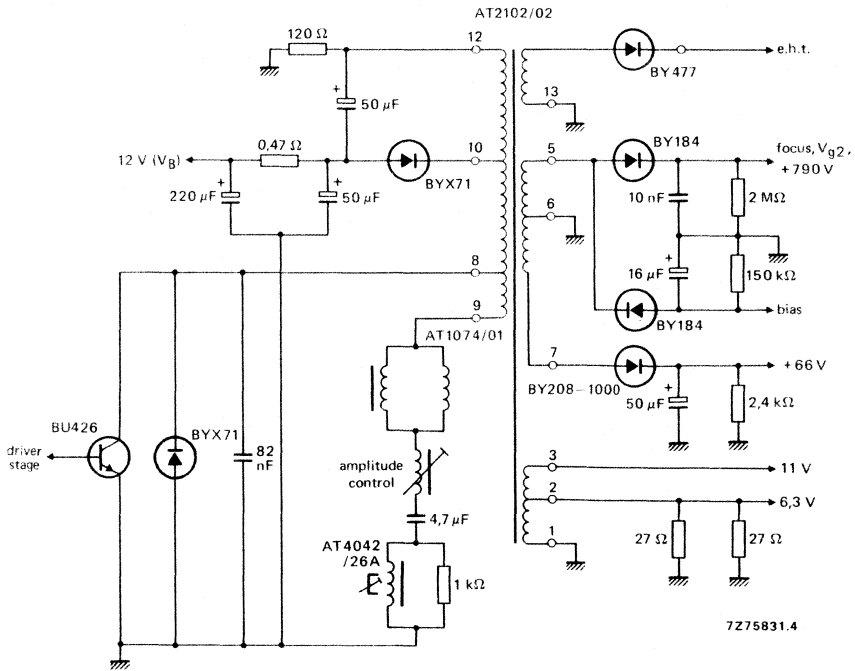 AT2102/02
120 Ω
12
BY477
e.h.t.
+
50 µF
13
12 V (V_B)
0,47 Ω
10
BYX71
5
BY184
focus, V_g2,
+790 V
+
220 µF
+
50 µF
6
10 nF
2 MΩ
8
+
16 µF
150 kΩ
9
AT1074/01
BY184
bias
7
BY208–1000
+
50 µF
+66 V
2,4 kΩ
BU426
BYX71
driver
stage
82
nF
amplitude
control
3
11 V
2
6,3 V
4,7 µF
1
27 Ω
27 Ω
AT4042
/26A
1 kΩ
7Z75831.4